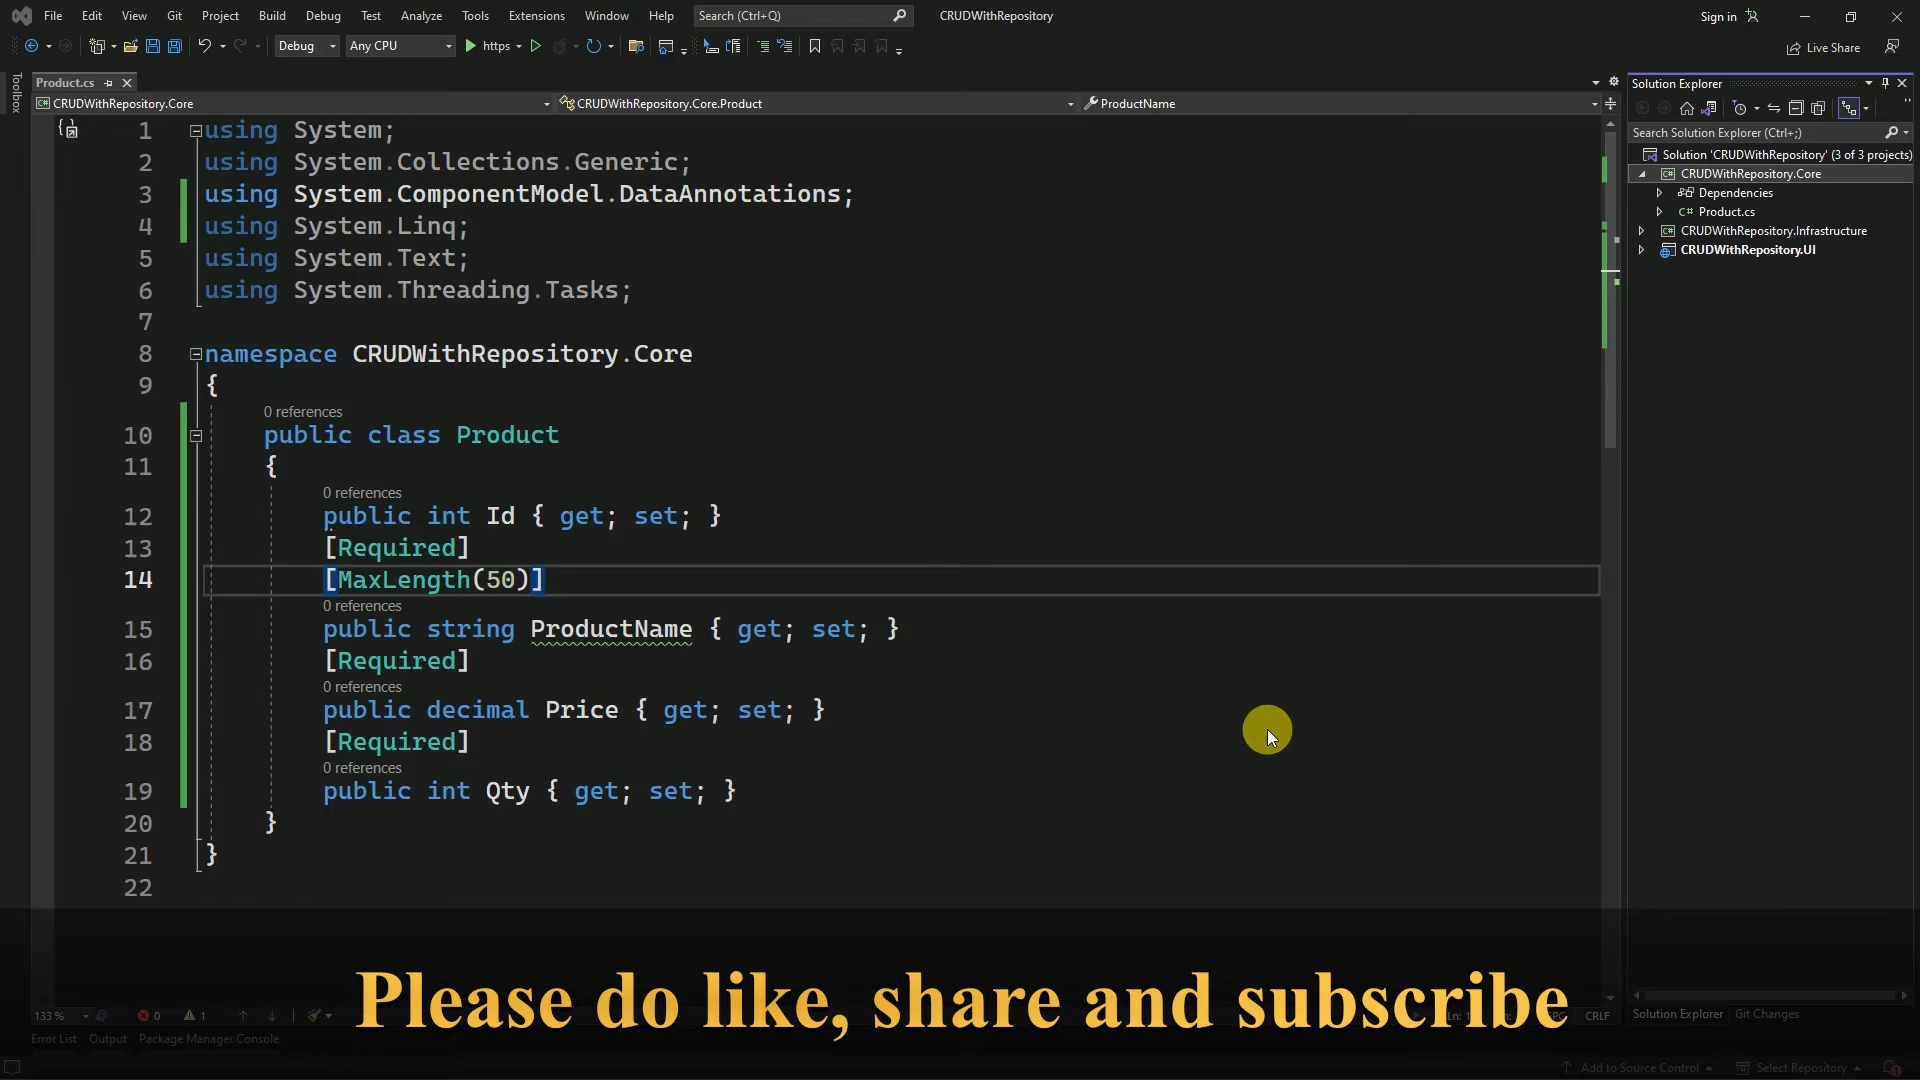 File Edit View Git Project Build Debug Test Analyze Tools Extensions Window Help Search (Ctrl+Q) CRUDWithRepository Sign in
Debug Any CPU https Live Share
Toolbox
Product.cs
CRUDWithRepository.Core CRUDWithRepository.Core.Product ProductName
1 using System;
2 using System.Collections.Generic;
3 using System.ComponentModel.DataAnnotations;
4 using System.Linq;
5 using System.Text;
6 using System.Threading.Tasks;
7
8 namespace CRUDWithRepository.Core
9 {
0 references
10 public class Product
11 {
0 references
12 public int Id { get; set; }
13 [Required]
14 [MaxLength(50)]
0 references
15 public string ProductName { get; set; }
16 [Required]
0 references
17 public decimal Price { get; set; }
18 [Required]
0 references
19 public int Qty { get; set; }
20 }
21 }
22
Solution Explorer
Search Solution Explorer (Ctrl+;)
Solution 'CRUDWithRepository' (3 of 3 projects)
CRUDWithRepository.Core
Dependencies
C# Product.cs
CRUDWithRepository.Infrastructure
CRUDWithRepository.UI
Please do like, share and subscribe
133 % 0 1 CRLF
Solution Explorer Git Changes
Error List Output Package Manager Console
Add to Source Control Select Repository